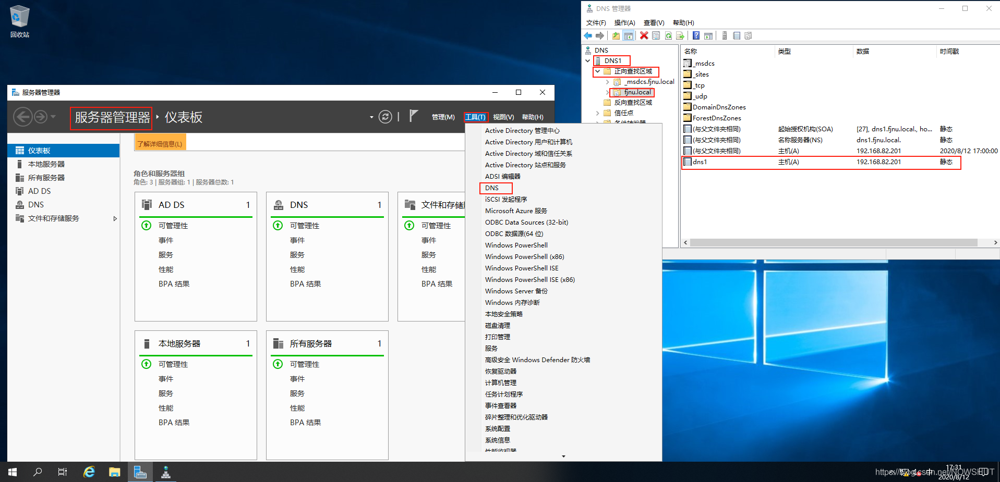 回收站
服务器管理器
服务器管理器 仪表板
管理(M) 工具(T) 视图(V) 帮助(H)
仪表板
本地服务器
所有服务器
AD DS
DNS
文件和存储服务
了解详细信息(L)
角色和服务器组
角色: 3 | 服务器组: 1 | 服务器总数: 1
AD DS 1
可管理性
事件
服务
性能
BPA 结果
DNS 1
可管理性
事件
服务
性能
BPA 结果
文件和存储
可管理性
事件
服务
性能
BPA 结果
本地服务器 1
可管理性
事件
服务
性能
BPA 结果
所有服务器 1
可管理性
事件
服务
性能
BPA 结果
Active Directory 管理中心
Active Directory 用户和计算机
Active Directory 域和信任关系
Active Directory 站点和服务
ADSI 编辑器
DNS
iSCSI 发起程序
Microsoft Azure 服务
ODBC Data Sources (32-bit)
ODBC 数据源(64 位)
Windows PowerShell
Windows PowerShell (x86)
Windows PowerShell ISE
Windows PowerShell ISE (x86)
Windows Server 备份
Windows 内存诊断
本地安全策略
磁盘清理
打印管理
服务
高级安全 Windows Defender 防火墙
恢复驱动器
计算机管理
任务计划程序
事件查看器
碎片整理和优化驱动器
系统配置
系统信息
性能监视器
DNS 管理器
文件(F) 操作(A) 查看(V) 帮助(H)
DNS
DNS1
正向查找区域
_msdcs.fjnu.local
fjnu.local
反向查找区域
信任点
条件转发器
名称 类型 数据 时间戳
_msdcs
_sites
_tcp
_udp
DomainDnsZones
ForestDnsZones
(与父文件夹相同) 起始授权机构(SOA) [27], dns1.fjnu.local., ho... 静态
(与父文件夹相同) 名称服务器(NS) dns1.fjnu.local. 静态
(与父文件夹相同) 主机(A) 192.168.82.201 2020/8/12 17:00:00
dns1 主机(A) 192.168.82.201 静态
中
17:31
2020/8/12
https://blog.csdn.net/NOWSHUT